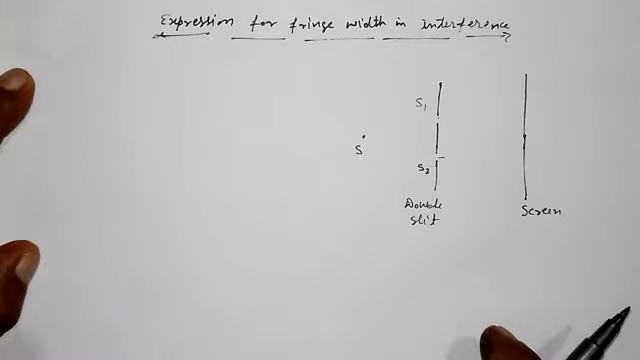 Expression for fringe width in interference
S1
S
S2
Double
slit
Screen